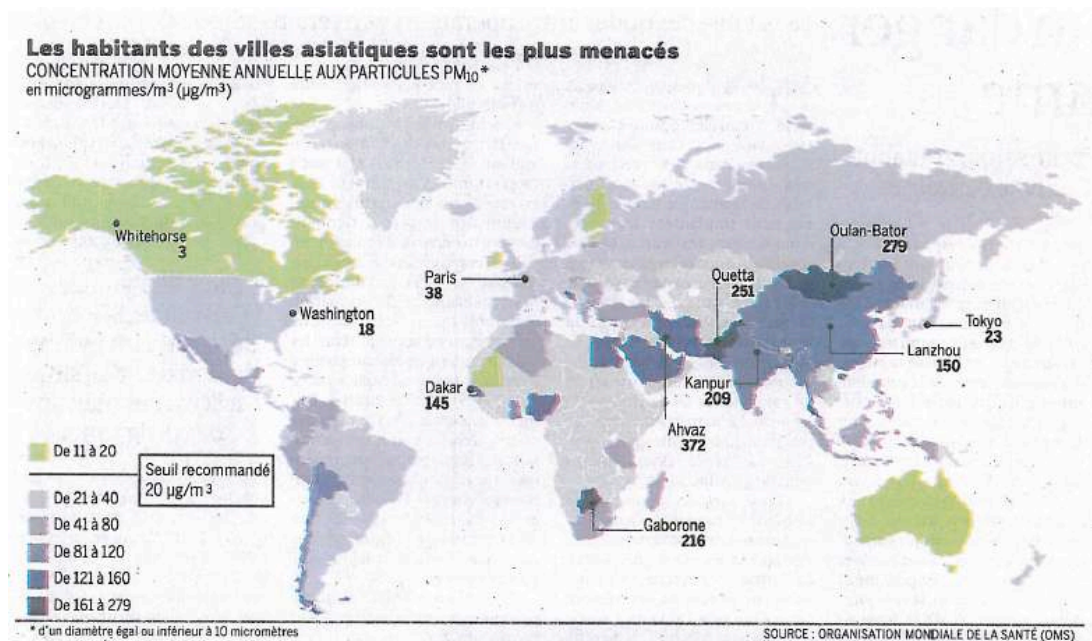 Les habitants des villes asiatiques sont les plus menacés
CONCENTRATION MOYENNE ANNUELLE AUX PARTICULES PM₁₀*
en microgrammes/m³ (µg/m³)
Whitehorse
3
Washington
18
Paris
38
Dakar
145
Oulan-Bator
279
Quetta
251
Tokyo
23
Lanzhou
150
Kanpur
209
Ahvaz
372
Gaborone
216
De 11 à 20
Seuil recommandé
20 µg/m³
De 21 à 40
De 41 à 80
De 81 à 120
De 121 à 160
De 161 à 279
* d'un diamètre égal ou inférieur à 10 micromètres
SOURCE : ORGANISATION MONDIALE DE LA SANTÉ (OMS).